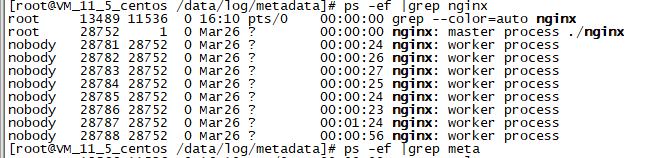 [root@VM_11_5_centos /data/log/metadata]# ps -ef |grep nginx
root     13489 11536  0 16:10 pts/0    00:00:00 grep --color=auto nginx
root     28752     1  0 Mar26 ?        00:00:00 nginx: master process ./nginx
nobody   28781 28752  0 Mar26 ?        00:00:24 nginx: worker process
nobody   28782 28752  0 Mar26 ?        00:00:26 nginx: worker process
nobody   28783 28752  0 Mar26 ?        00:00:27 nginx: worker process
nobody   28784 28752  0 Mar26 ?        00:00:25 nginx: worker process
nobody   28785 28752  0 Mar26 ?        00:00:24 nginx: worker process
nobody   28786 28752  0 Mar26 ?        00:00:23 nginx: worker process
nobody   28787 28752  0 Mar26 ?        00:01:24 nginx: worker process
nobody   28788 28752  0 Mar26 ?        00:00:56 nginx: worker process
[root@VM_11_5_centos /data/log/metadata]# ps -ef |grep meta